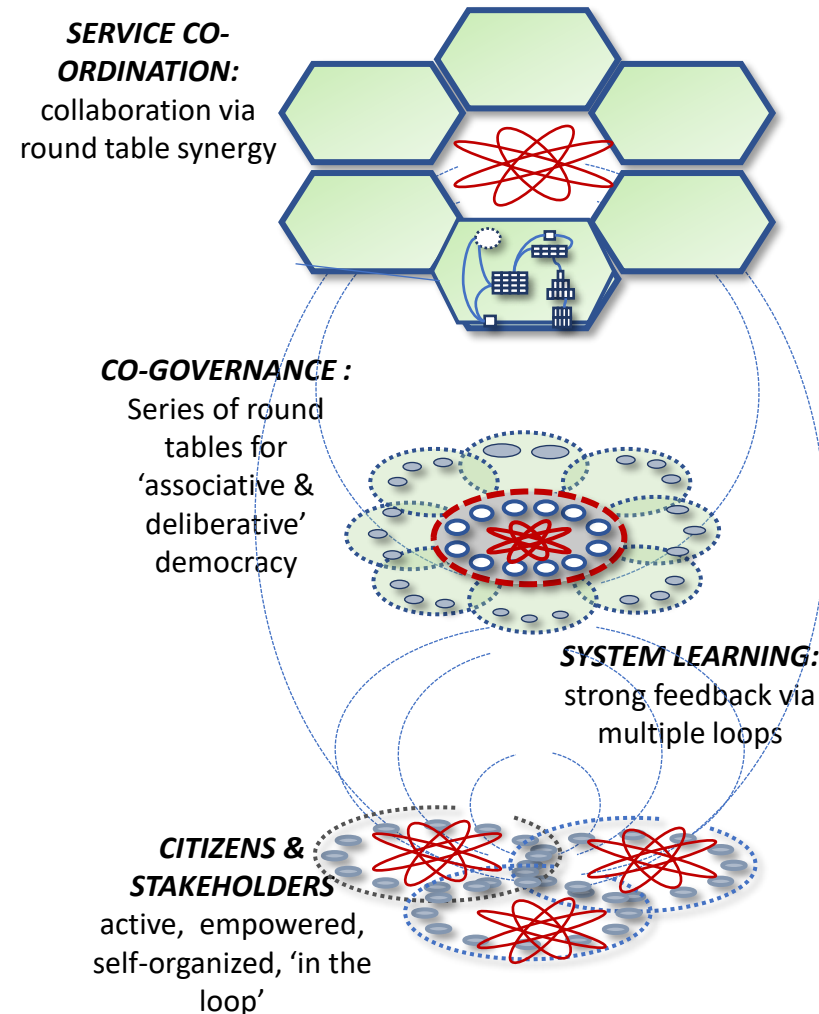 SERVICE CO-
ORDINATION:
collaboration via
round table synergy
CO-GOVERNANCE :
Series of round
tables for
‘associative &
deliberative’
democracy
SYSTEM LEARNING:
strong feedback via
multiple loops
CITIZENS &
STAKEHOLDERS
active,  empowered,
self-organized, ‘in the
loop’